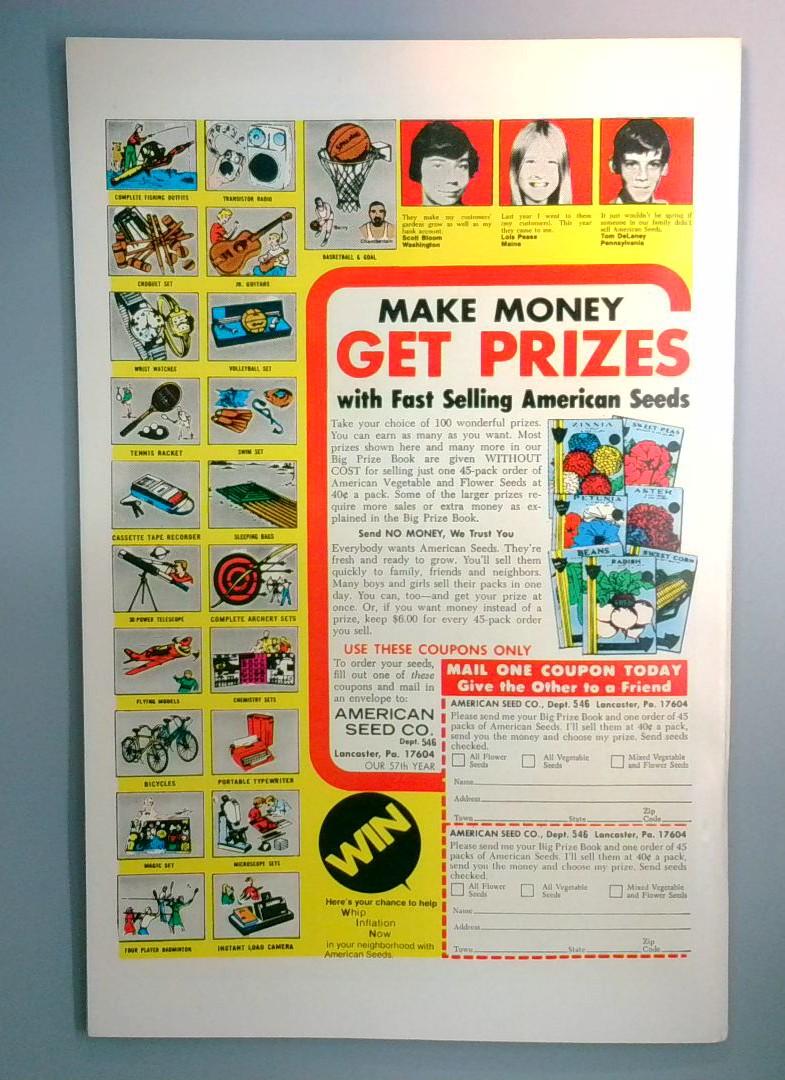 COMPLETE FISHING OUTFITS
TRANSISTOR RADIO
CROQUET SET
JR. GUITARS
WRIST WATCHES
VOLLEYBALL SET
TENNIS RACKET
SWIM SET
CASSETTE TAPE RECORDER
SLEEPING BAGS
30 POWER TELESCOPE
COMPLETE ARCHERY SETS
FLYING MODELS
CHEMISTRY SETS
BICYCLES
PORTABLE TYPEWRITER
MAGIC SET
MICROSCOPE SETS
FOUR PLAYER BADMINTON
INSTANT LOAD CAMERA
SPALDING
Barry
Chamberlain
BASKETBALL & GOAL
They make my customers'
gardens grow as well as my
bank account.
Scott Bloom
Washington
Last year I went to them
(my customers). This year
they came to me.
Lois Pease
Maine
It just wouldn't be spring if
someone in our family didn't
sell American Seeds.
Tom DeLaney
Pennsylvania
MAKE MONEY
GET PRIZES
with Fast Selling American Seeds
Take your choice of 100 wonderful prizes.
You can earn as many as you want. Most
prizes shown here and many more in our
Big Prize Book are given WITHOUT
COST for selling just one 45-pack order of
American Vegetable and Flower Seeds at
40¢ a pack. Some of the larger prizes re-
quire more sales or extra money as ex-
plained in the Big Prize Book.
Send NO MONEY, We Trust You
Everybody wants American Seeds. They're
fresh and ready to grow. You'll sell them
quickly to family, friends and neighbors.
Many boys and girls sell their packs in one
day. You can, too—and get your prize at
once. Or, if you want money instead of a
prize, keep $6.00 for every 45-pack order
you sell.
ZINNIA
SWEET PEAS
PETUNIA
ASTER
BEANS
RADISH
SWEET CORN
USE THESE COUPONS ONLY
To order your seeds,
fill out one of these
coupons and mail in
an envelope to:
AMERICAN
SEED CO.
Dept. 546
Lancaster, Pa. 17604
OUR 57th YEAR
WIN
Here's your chance to help
Whip
Inflation
Now
in your neighborhood with
American Seeds.
MAIL ONE COUPON TODAY
Give the Other to a Friend
AMERICAN SEED CO., Dept. 546 Lancaster, Pa. 17604
Please send me your Big Prize Book and one order of 45
packs of American Seeds. I'll sell them at 40¢ a pack,
send you the money and choose my prize. Send seeds
checked.
All Flower Seeds
All Vegetable Seeds
Mixed Vegetable and Flower Seeds
Name
Address
Town State Zip Code
AMERICAN SEED CO., Dept. 546 Lancaster, Pa. 17604
Please send me your Big Prize Book and one order of 45
packs of American Seeds. I'll sell them at 40¢ a pack,
send you the money and choose my prize. Send seeds
checked.
All Flower Seeds
All Vegetable Seeds
Mixed Vegetable and Flower Seeds
Name
Address
Town State Zip Code